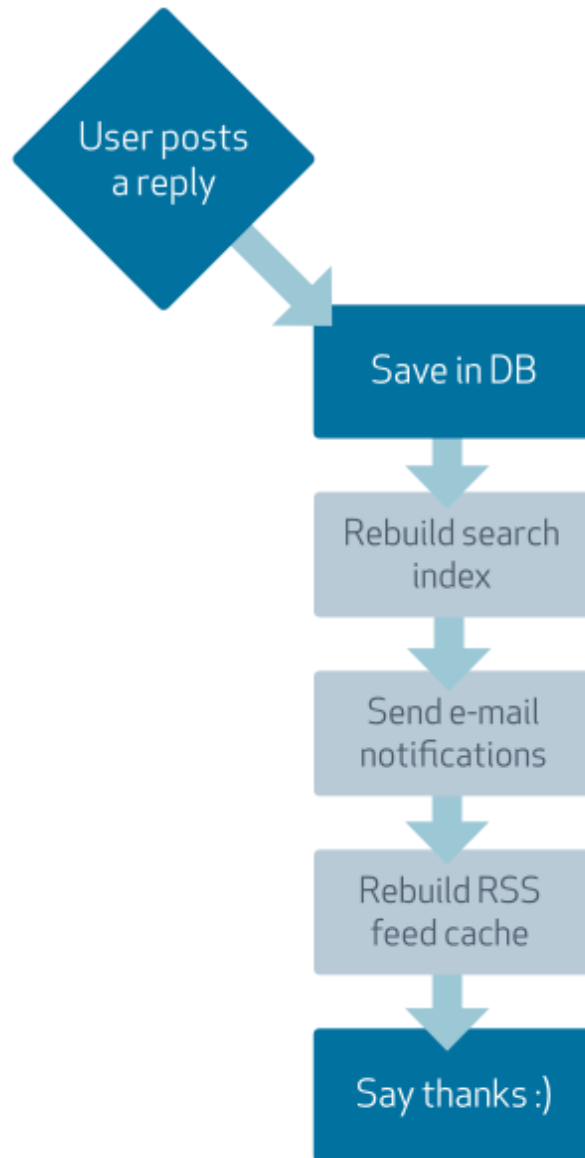 User posts
a reply
Save in DB
Rebuild search
index
Send e-mail
notifications
Rebuild RSS
feed cache
Say thanks :)